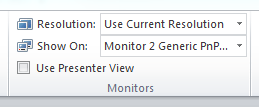 Resolution: Use Current Resolution
Show On: Monitor 2 Generic PnP...
Use Presenter View
Monitors